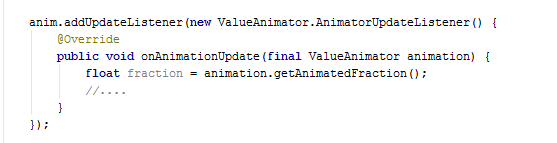 anim.addUpdateListener(new ValueAnimator.AnimatorUpdateListener() {
@Override
public void onAnimationUpdate(final ValueAnimator animation) {
float fraction = animation.getAnimatedFraction();
//....
}
});